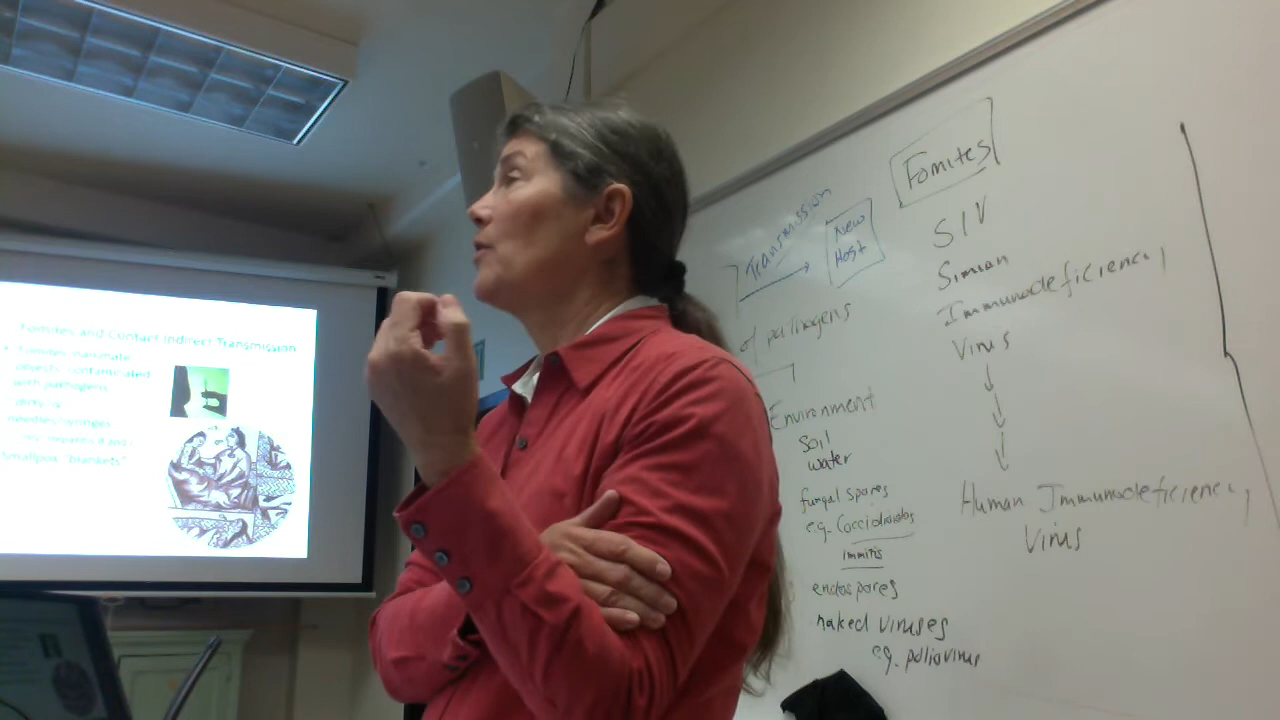 Fomites and Contact Indirect Transmission
• Fomites inanimate
objects contaminated
with pathogens
needles/syringes
Smallpox "blankets"
Transmission
New
Host
of pathogens
Environment
Soil
water
fungal spores
e.g. Coccidioides
immitis
endospores
naked viruses
e.g. poliovirus
Fomites
SIV
Simian
Immunodeficiency
Virus
Human Immunodeficiency
Virus